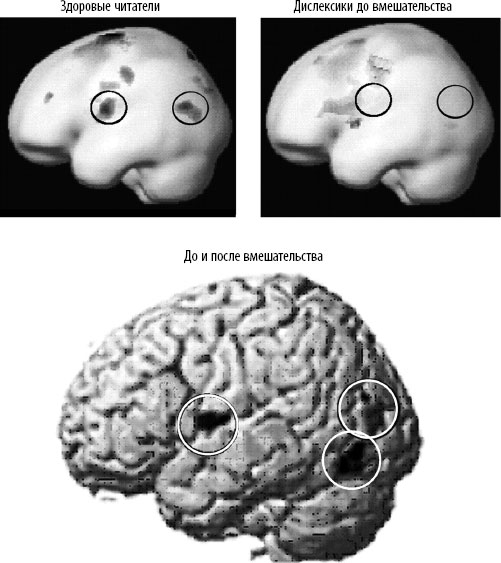 Здоровые читатели
Дислексики до вмешательства
До и после вмешательства